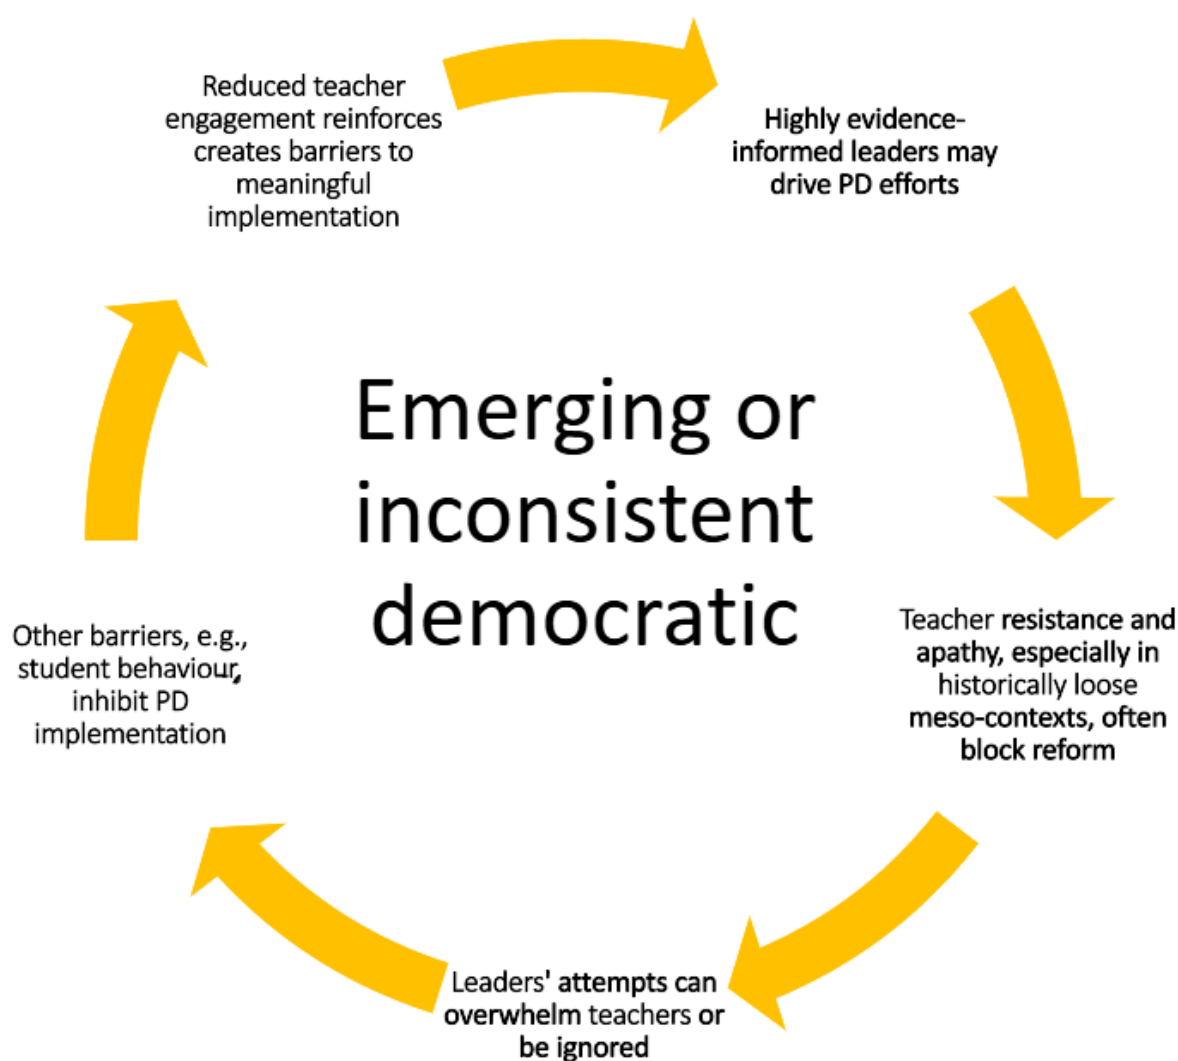 Reduced teacher
engagement reinforces
creates barriers to
meaningful
implementation
Highly evidence-
informed leaders may
drive PD efforts
Emerging or
inconsistent
democratic
Teacher resistance and
apathy, especially in
historically loose
meso-contexts, often
block reform
Other barriers, e.g.,
student behaviour,
inhibit PD
implementation
Leaders' attempts can
overwhelm teachers or
be ignored